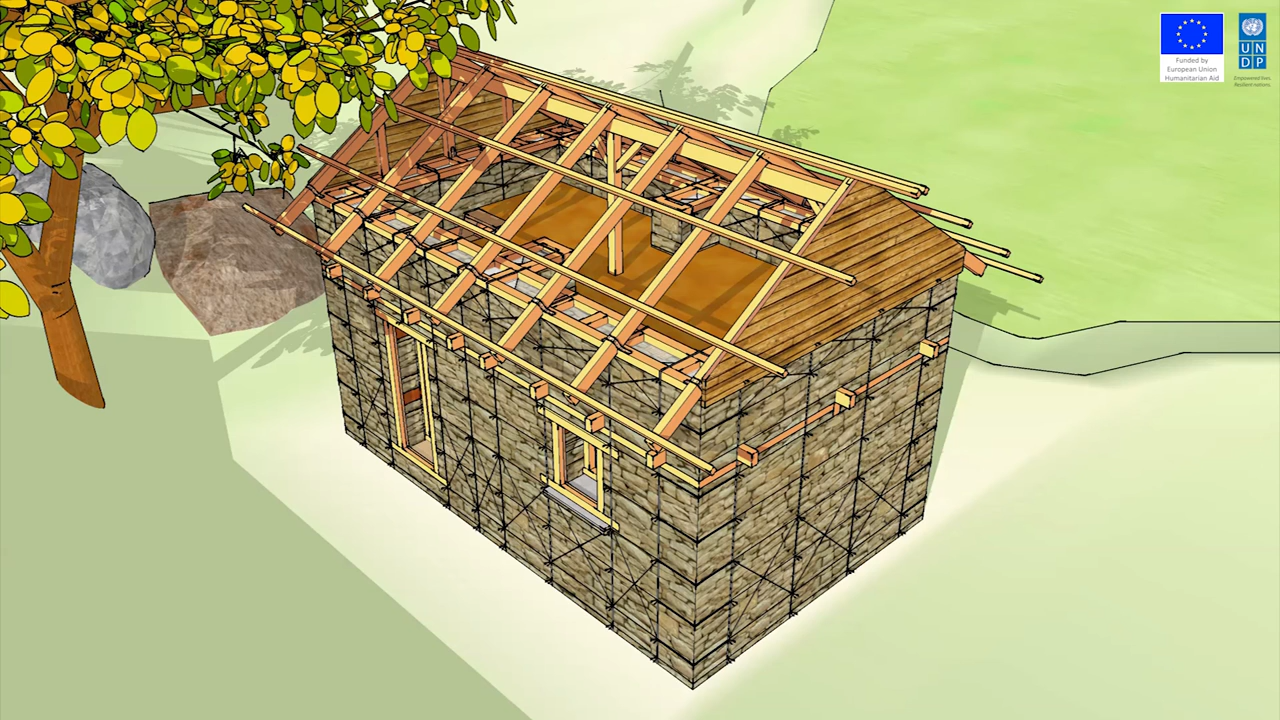 Funded by
European Union
Humanitarian Aid
U N
D P
Empowered lives.
Resilient nations.